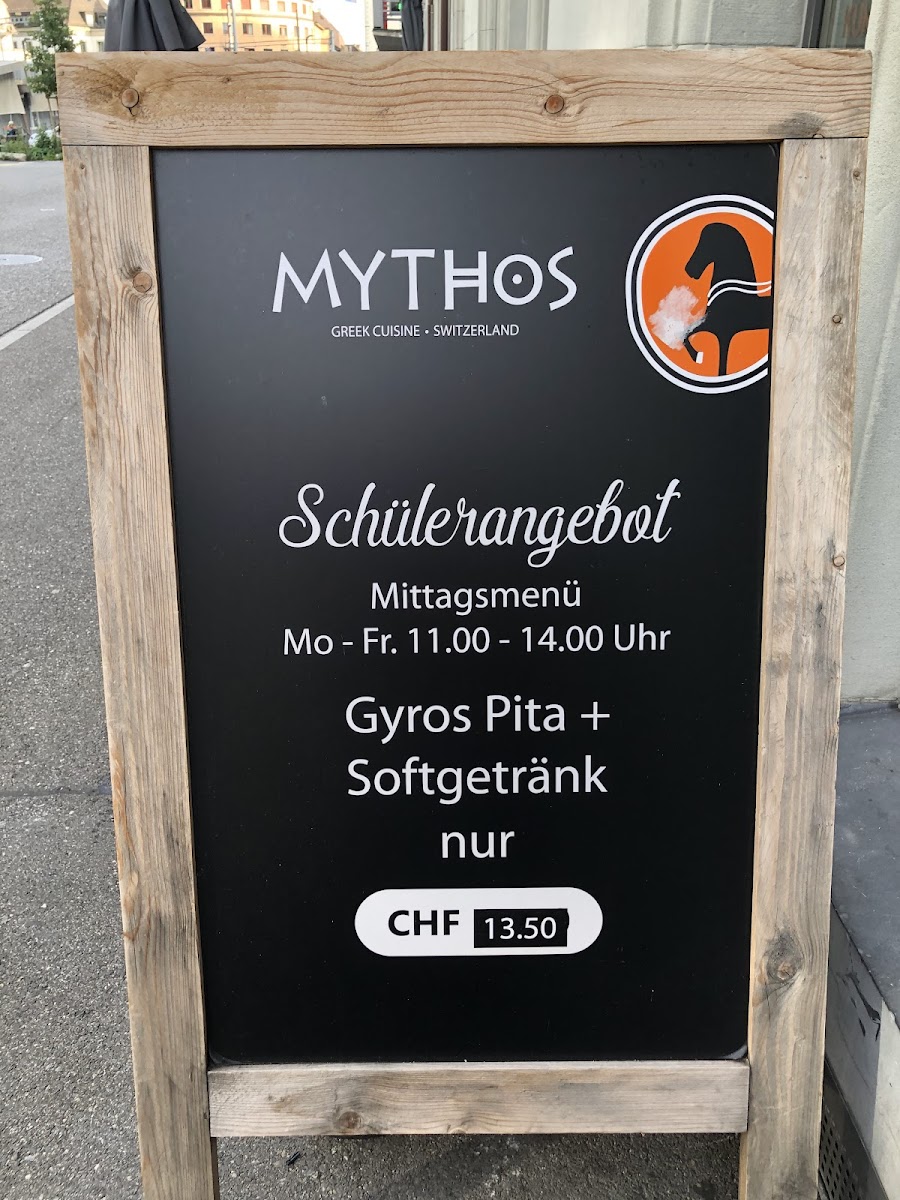 MYTHOS
GREEK CUISINE • SWITZERLAND
Schülerangebot
Mittagsmenü
Mo - Fr. 11.00 - 14.00 Uhr
Gyros Pita +
Softgetränk
nur
CHF 13.50